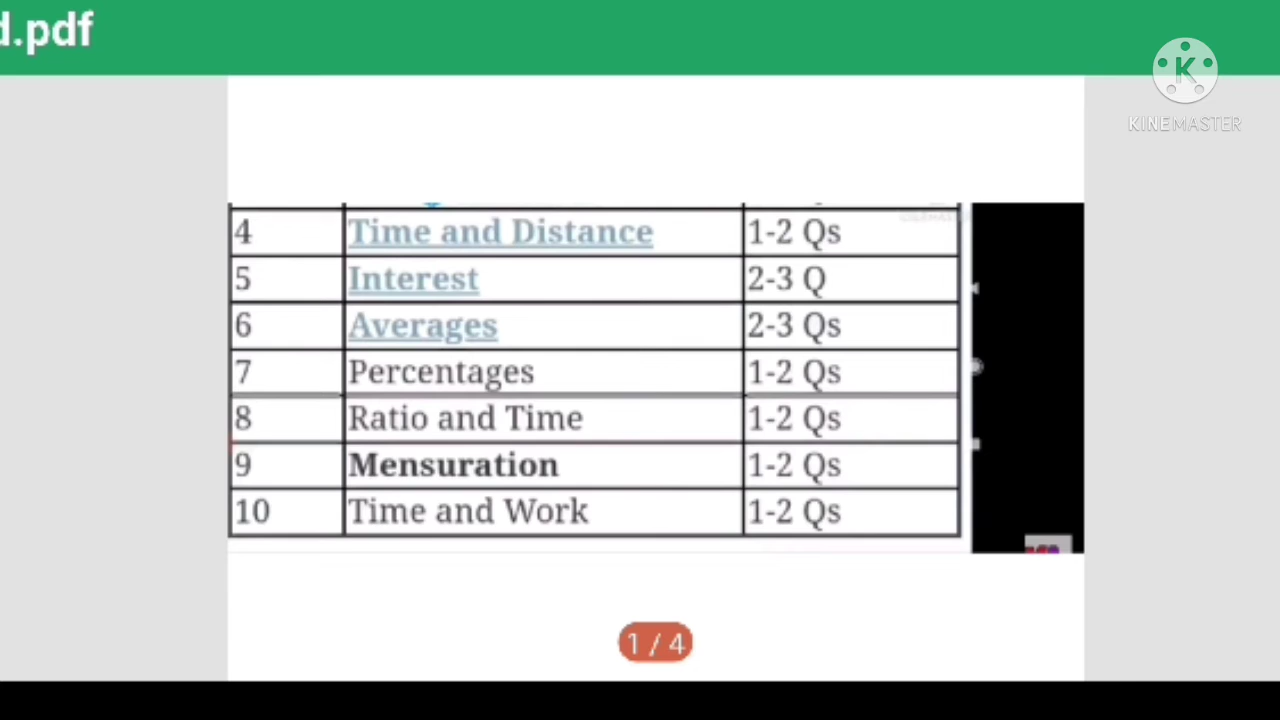 d.pdf
KINEMASTER
4 Time and Distance 1-2 Qs
5 Interest 2-3 Q
6 Averages 2-3 Qs
7 Percentages 1-2 Qs
8 Ratio and Time 1-2 Qs
9 Mensuration 1-2 Qs
10 Time and Work 1-2 Qs
1 / 4